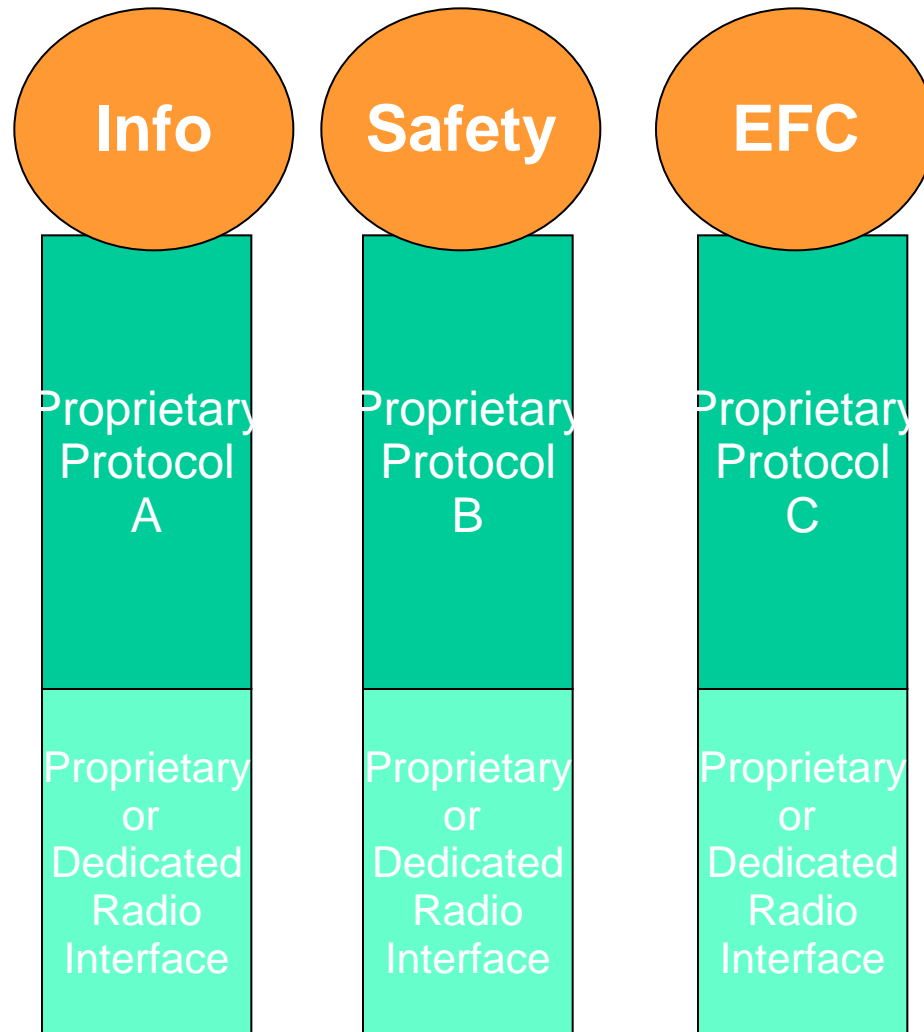 Info
Safety
EFC
Proprietary
Protocol
A
Proprietary
Protocol
B
Proprietary
Protocol
C
Proprietary
or
Dedicated
Radio
Interface
Proprietary
or
Dedicated
Radio
Interface
Proprietary
or
Dedicated
Radio
Interface